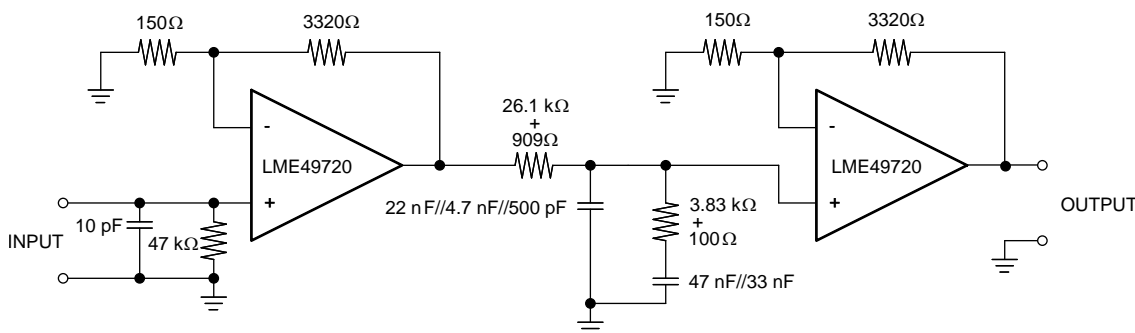 150Ω
3320Ω
150Ω
3320Ω
26.1 kΩ
+
909Ω
-
LME49720
+
-
LME49720
+
INPUT
10 pF
47 kΩ
22 nF//4.7 nF//500 pF
3.83 kΩ
+
100Ω
47 nF//33 nF
OUTPUT